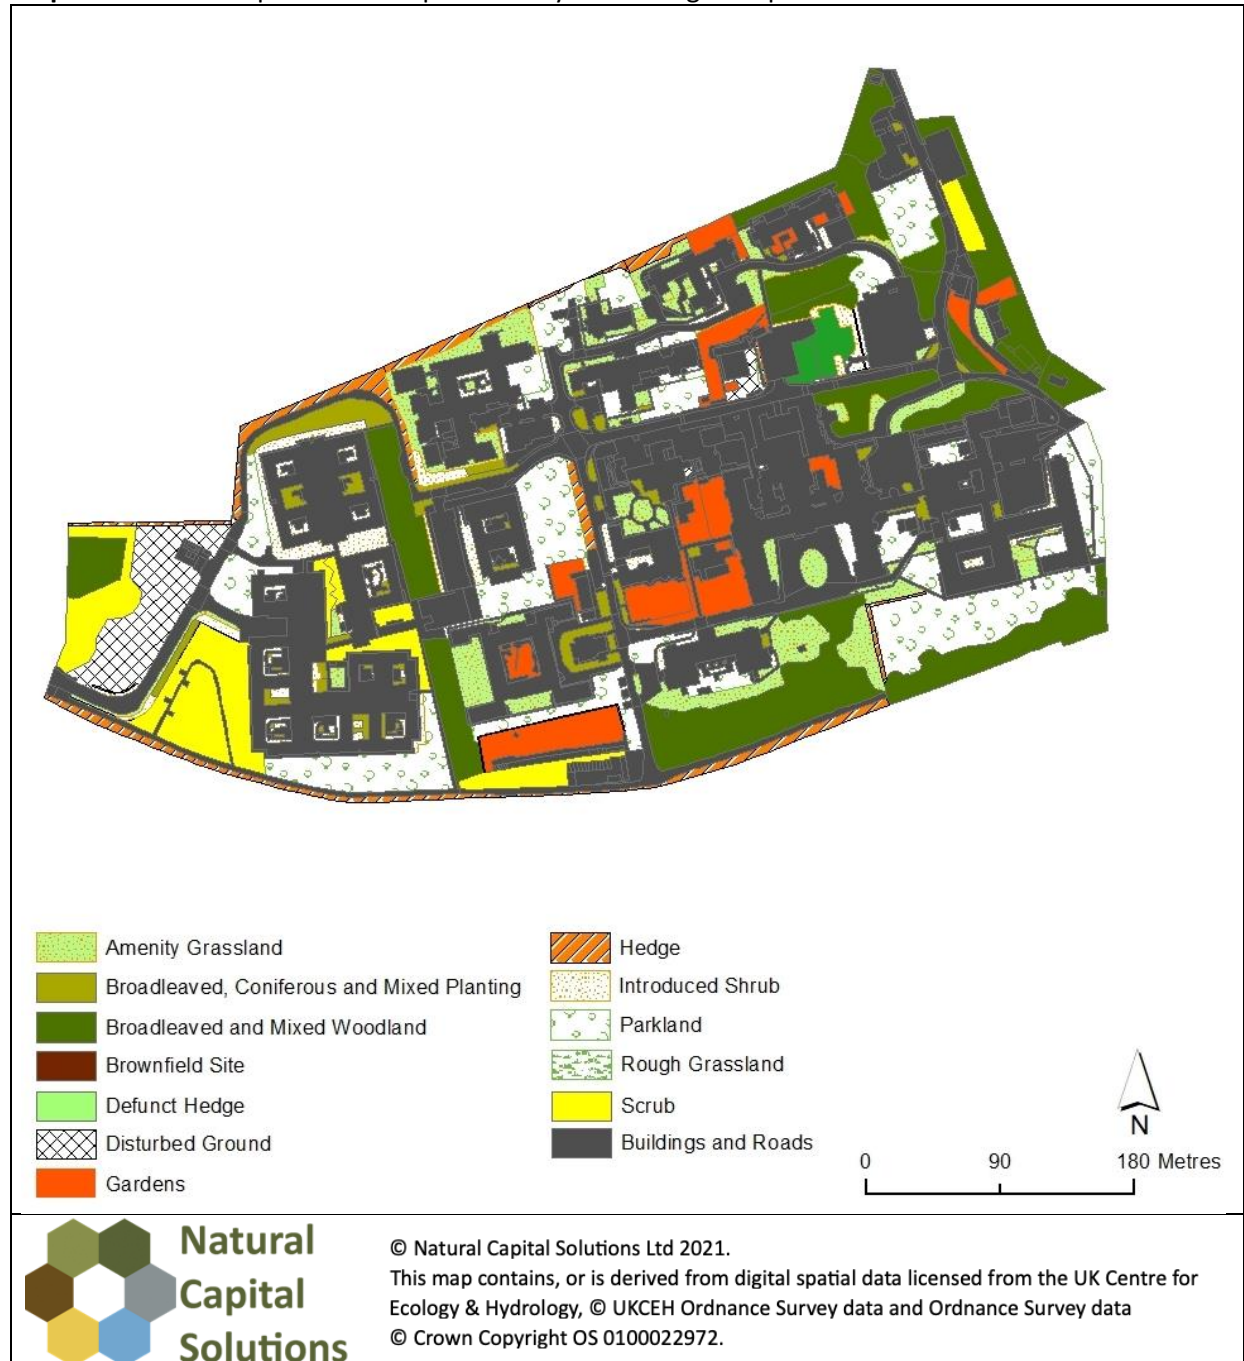 Amenity Grassland
Broadleaved, Coniferous and Mixed Planting
Broadleaved and Mixed Woodland
Brownfield Site
Defunct Hedge
Disturbed Ground
Gardens
Hedge
Introduced Shrub
Parkland
Rough Grassland
Scrub
Buildings and Roads
N
0 90 180 Metres
Natural
Capital
Solutions
© Natural Capital Solutions Ltd 2021.
This map contains, or is derived from digital spatial data licensed from the UK Centre for
Ecology & Hydrology, © UKCEH Ordnance Survey data and Ordnance Survey data
© Crown Copyright OS 0100022972.